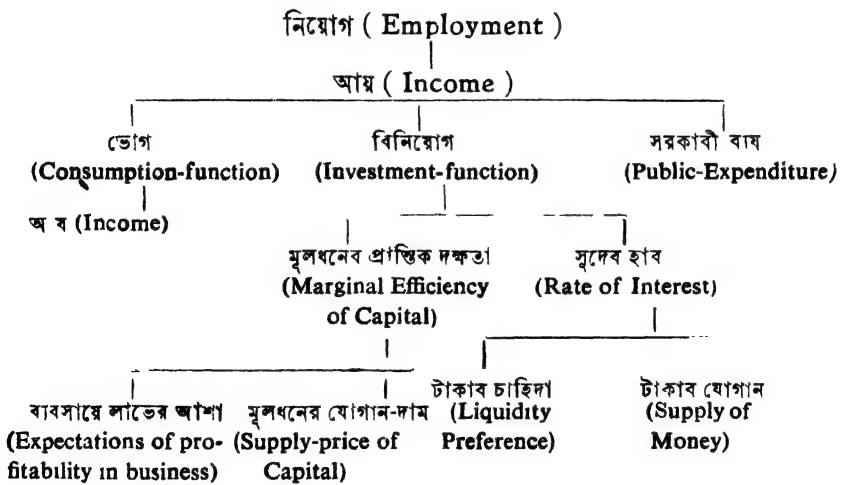 নিয়োগ ( Employment )
আয় ( Income )
ভোগ
(Consumption-function)
বিনিয়োগ
(Investment-function)
সরকাবী ব্যয
(Public-Expenditure)
অ ব (Income)
মূলধনেব প্রান্তিক দক্ষতা
(Marginal Efficiency
of Capital)
সুদেব হাব
(Rate of Interest)
ব্যবসায়ে লাভের আশা
(Expectations of pro-
fitability in business)
মূলধনের যোগান-দাম
(Supply-price of
Capital)
টাকাব চাহিদা
(Liquidity
Preference)
টাকাব যোগান
(Supply of
Money)